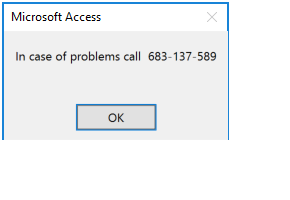 Microsoft Access
In case of problems call  683-137-589
OK